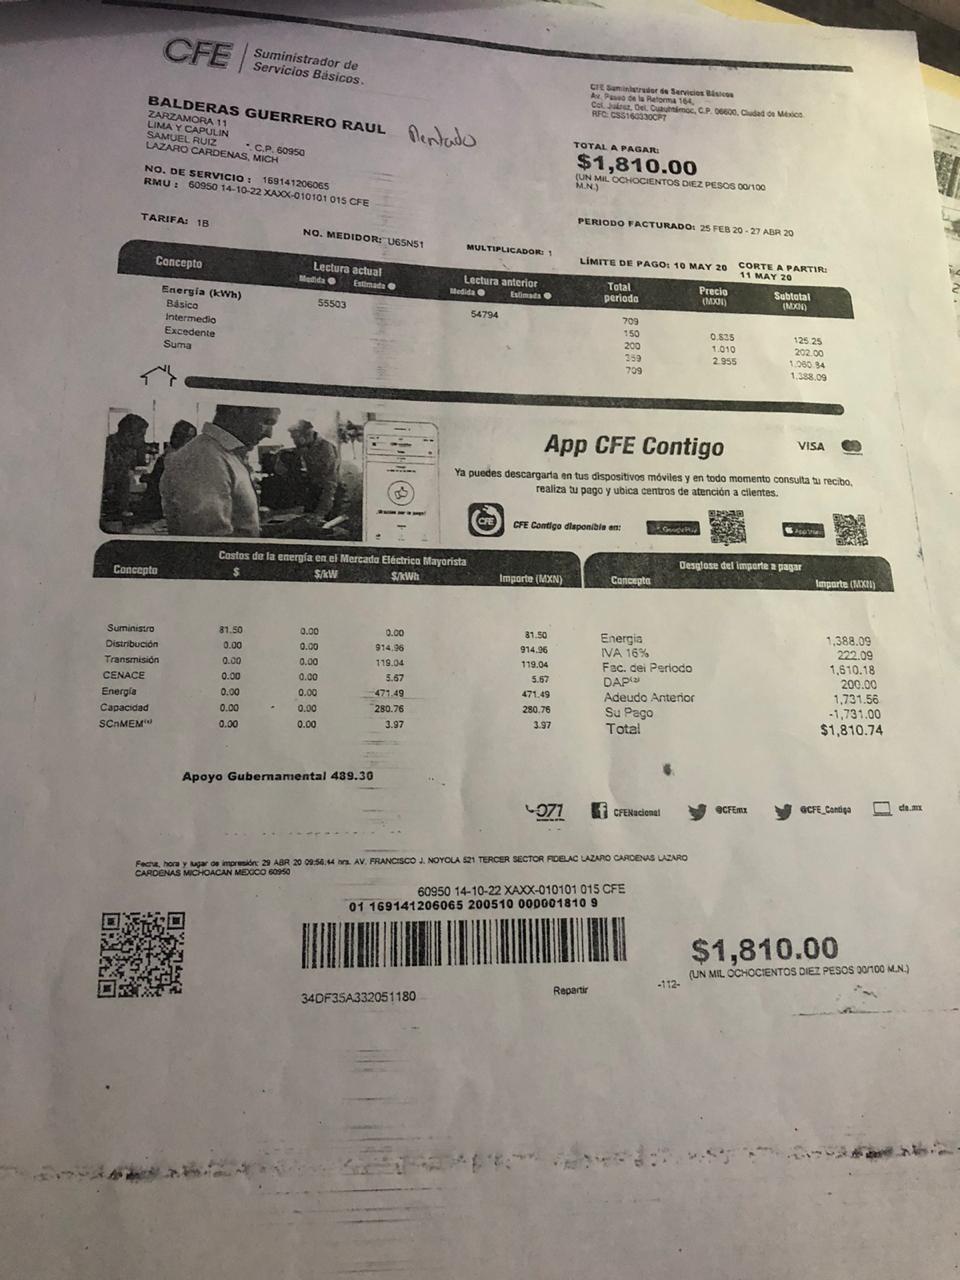 CFE Suministrador de
Servicios Básicos.
CFE Suministrador de Servicios Básicos
Av. Paseo de la Reforma 164,
Col. Juárez, Del. Cuauhtémoc, C.P. 06600, Ciudad de México.
RFC: CSS160330CP7
BALDERAS GUERRERO RAUL
ZARZAMORA 11
LIMA Y CAPULIN
SAMUEL RUIZ C.P. 60950
LAZARO CARDENAS, MICH
TOTAL A PAGAR:
$1,810.00
(UN MIL OCHOCIENTOS DIEZ PESOS 00/100
M.N.)
NO. DE SERVICIO : 169141206065
RMU : 60950 14-10-22 XAXX-010101 015 CFE
PERIODO FACTURADO: 25 FEB 20 - 27 ABR 20
TARIFA: 1B NO. MEDIDOR: U65N51 MULTIPLICADOR: 1
LÍMITE DE PAGO: 10 MAY 20 CORTE A PARTIR:
11 MAY 20
Concepto Lectura actual Lectura anterior Total periodo Precio (MXN) Subtotal (MXN)
Medida Estimada Medida Estimada
Energía (kWh) 55503 54794 709
Básico 150 0.835 125.25
Intermedio 200 1.010 202.00
Excedente 359 2.955 1,060.84
Suma 709 1,388.09
App CFE Contigo VISA
Ya puedes descargarla en tus dispositivos móviles y en todo momento consulta tu recibo,
realiza tu pago y ubica centros de atención a clientes.
CFE
CFE Contigo disponible en:
Costos de la energía en el Mercado Eléctrico Mayorista
Concepto $ $/kW $/kWh Importe (MXN)
Suministro 81.50 0.00 0.00 81.50
Distribución 0.00 0.00 914.96 914.96
Transmisión 0.00 0.00 119.04 119.04
CENACE 0.00 0.00 5.67 5.67
Energía 0.00 0.00 471.49 471.49
Capacidad 0.00 0.00 280.76 280.76
SCnMEM 0.00 0.00 3.97 3.97
Desglose del importe a pagar
Concepto Importe (MXN)
Energia 1,388.09
IVA 16% 222.09
Fac. del Periodo 1,610.18
DAP(2) 200.00
Adeudo Anterior 1,731.56
Su Pago -1,731.00
Total $1,810.74
Apoyo Gubernamental 489.30
071 CFENacional @CFEmx @CFE_Contigo cfe.mx
Fecha, hora y lugar de impresión: 29 ABR 20 09:56:44 hrs. AV. FRANCISCO J. NOYOLA 521 TERCER SECTOR FIDELAC LAZARO CARDENAS LAZARO
CARDENAS MICHOACAN MEXICO 60950
60950 14-10-22 XAXX-010101 015 CFE
01 169141206065 200510 000001810 9
$1,810.00
(UN MIL OCHOCIENTOS DIEZ PESOS 00/100 M.N.)
34DF35A332051180 Repartir -112-